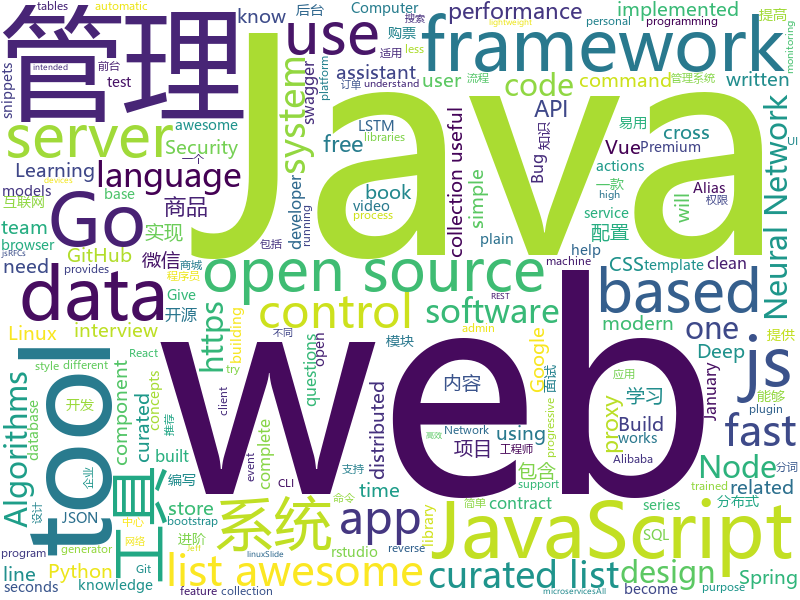 tables automatic Computer know 后台 购票 performance implemented 提高
intended 前台 管理 use framework less 搜索 personal programming
lightweight 适用 platform 订单 understand 流程 管理系统 monitoring
snippets test assistant user code command written
swagger LSTM API cross UI
awesome server system free libraries Vue Premium
Security 一个 collection useful Bug 知识 易用 actions
Java
Learning language developer book simple 一款 high
models base video plain will service 权限
互联网 商品 running process 配置 Alias
team Go 实现 help Neural Network
browser GitHub 微信 包括 商城 CSS template clean
need data open source based
Linux 开源 程序员 provides machine modern one
interview https control software Google 模块 Deep January
admin REST 不同 open 提供
tool web js
building style different React try questions 内容 面试 学习 应用 能够
Algorithms component complete distributed using proxy Build plugin
database 开发 concepts curated client 项目 工程师 works fast
built time Network progressive Alibaba
工具 系统 app JavaScript Node
设计 推荐 event CLI 支持 包含 related trained 分词
JSON 编写 store library contract series 分布式
line 企业 bootstrap 中心 进阶 rstudio 命令 简单 SQL
generator Python list awesome curated list design Spring
program 网络 Git reverse 高效 support become
seconds knowledge feature collection linuxSlide Jeff microservicesAll purpose
devices jsRFCs